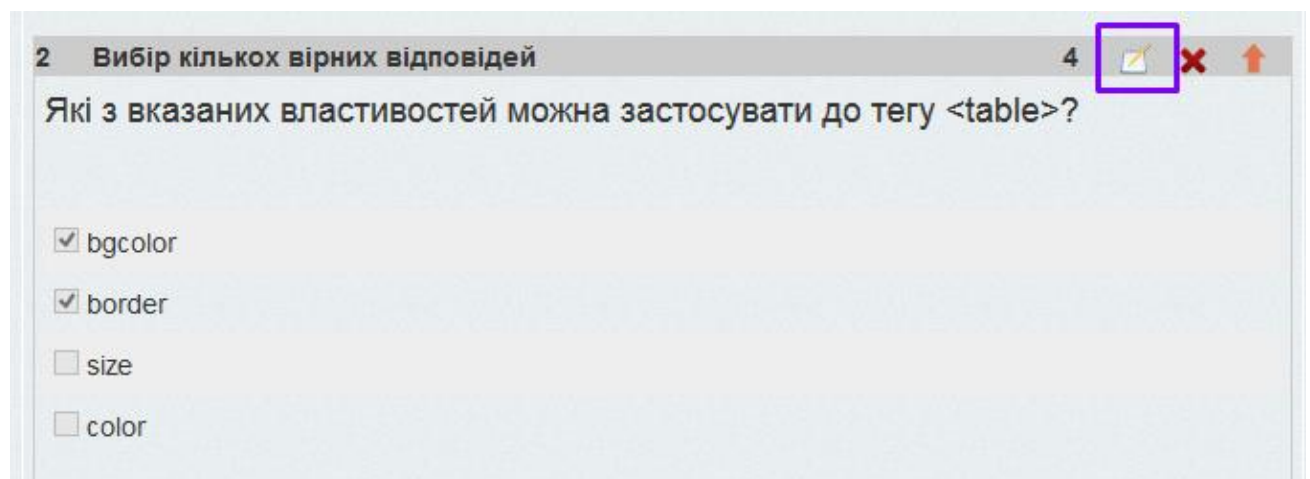 2 Вибір кількох вірних відповідей 4
Які з вказаних властивостей можна застосувати до тегу <table>?
bgcolor
border
size
color